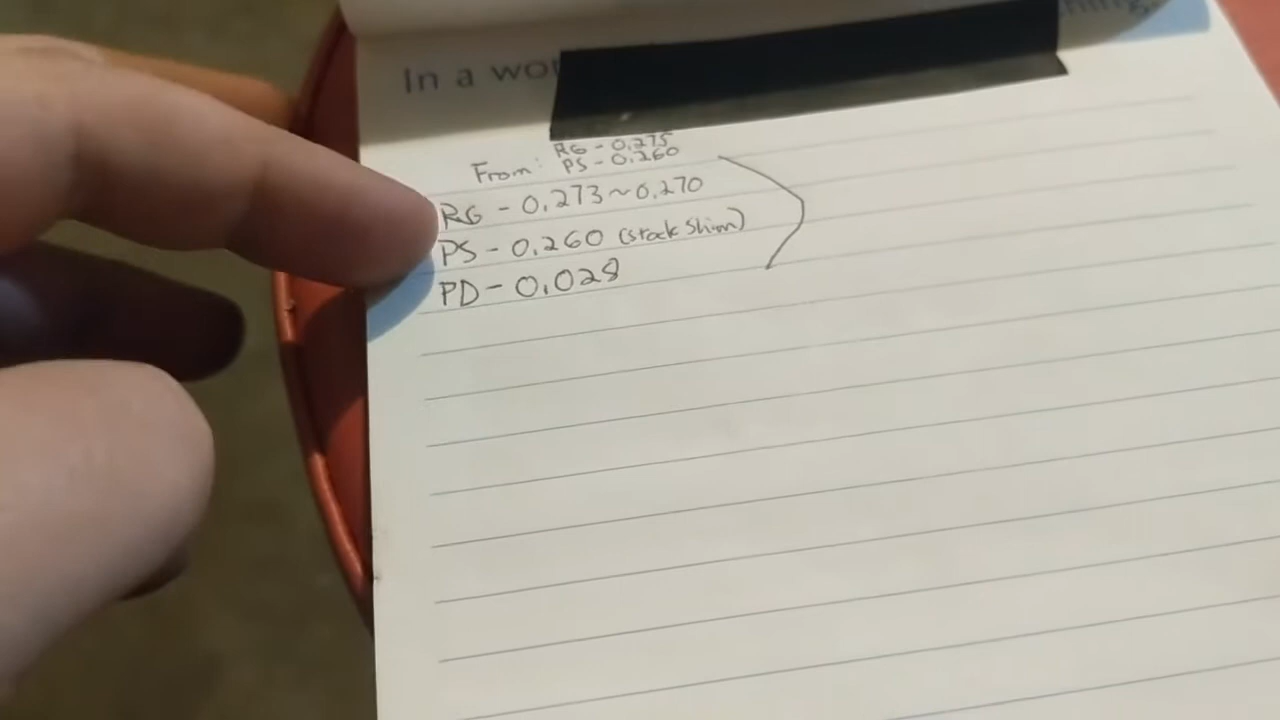 In a
RG - 0.275
From: PS - 0.260
RG - 0.273 ~ 0.270
PS - 0.260 (stock Shim)
PD - 0.028